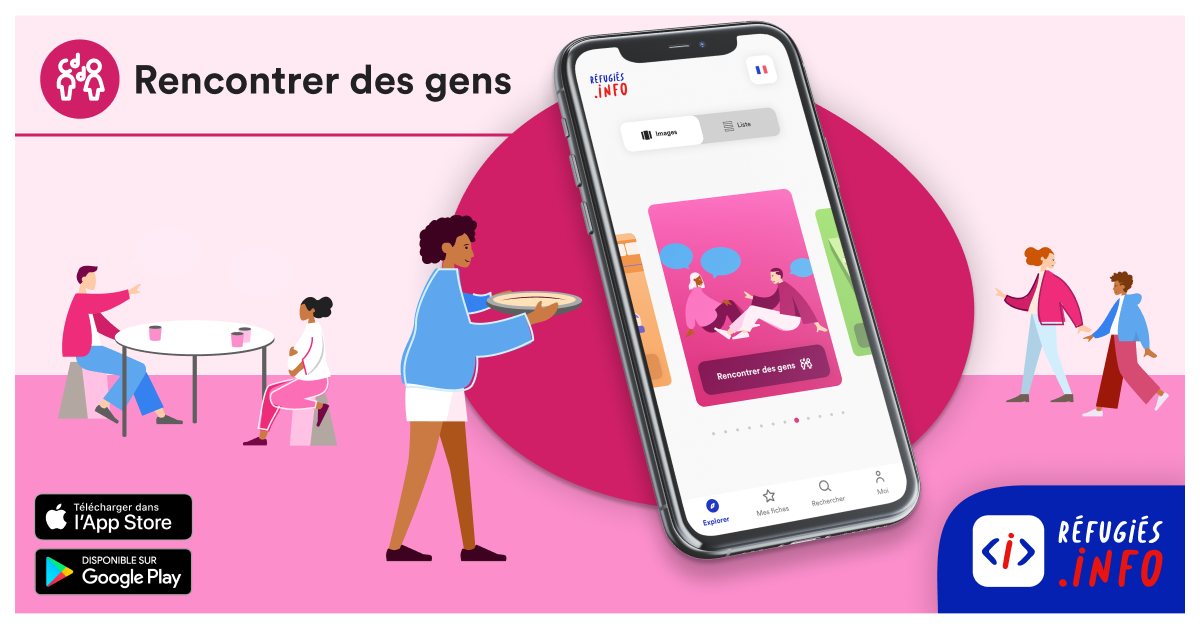 Rencontrer des gens
RÉFUGIÉS
.INFO
Images
Liste
Rencontrer des gens
Explorer
Mes fiches
Rechercher
Moi
Télécharger dans
l'App Store
DISPONIBLE SUR
Google Play
<i>
RÉFUGIÉS
.INFO